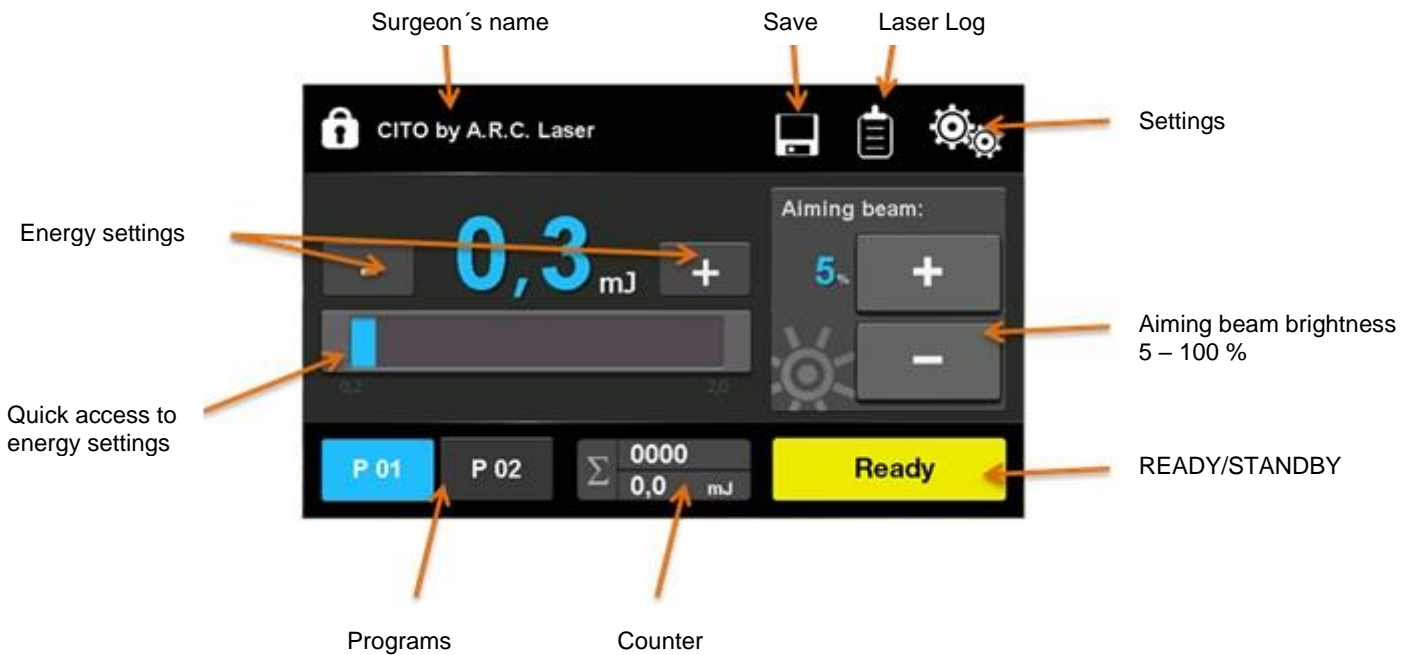 Surgeon´s name
Save
Laser Log
CITO by A.R.C. Laser
Settings
Energy settings
-
0,3 mJ
+
Aiming beam:
5 %
+
-
Aiming beam brightness
5 – 100 %
0,2
2,0
Quick access to
energy settings
P 01
P 02
Σ
0000
0,0 mJ
Ready
READY/STANDBY
Programs
Counter